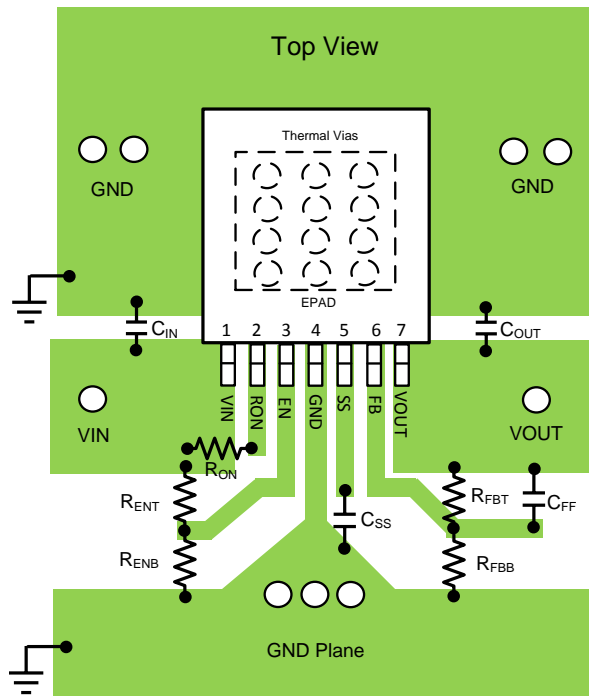 Top View
Thermal Vias
GND
GND
EPAD
C_IN
1 2 3 4 5 6 7
C_OUT
VIN
RON
EN
GND
SS
FB
VOUT
VIN
VOUT
R_ON
R_ENT
R_FBT
C_FF
C_SS
R_ENB
R_FBB
GND Plane